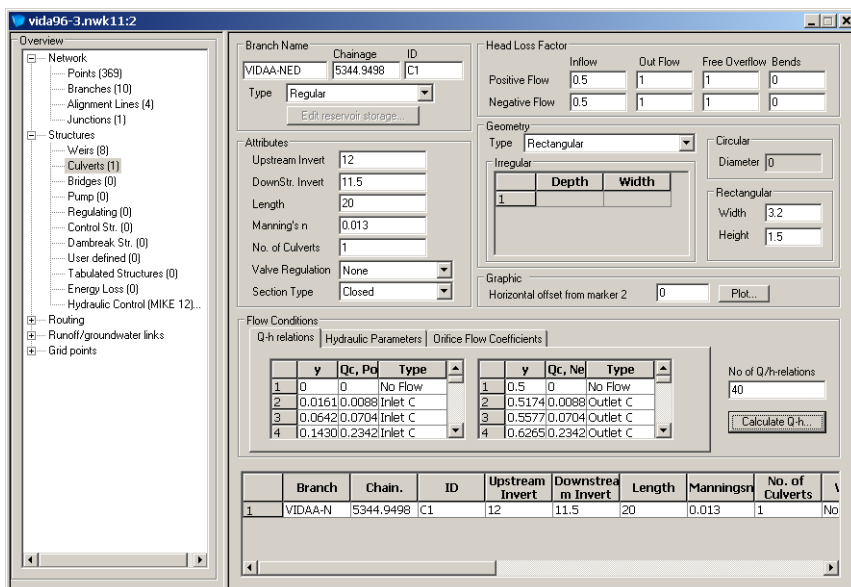 vida96-3.nwk11:2
Overview
Network
Points (369)
Branches (10)
Alignment Lines (4)
Junctions (1)
Structures
Weirs (8)
Culverts (1)
Bridges (0)
Pump (0)
Regulating (0)
Control Str. (0)
Dambreak Str. (0)
User defined (0)
Tabulated Structures (0)
Energy Loss (0)
Hydraulic Control (MIKE 12)...
Routing
Runoff/groundwater links
Grid points
Branch Name
Chainage ID
VIDAA-NED 5344.9498 C1
Type Regular
Edit reservoir storage...
Attributes
Upstream Invert 12
DownStr. Invert 11.5
Length 20
Manning's n 0.013
No. of Culverts 1
Valve Regulation None
Section Type Closed
Head Loss Factor
Inflow Out Flow Free Overflow Bends
Positive Flow 0.5 1 1 0
Negative Flow 0.5 1 1 0
Geometry
Type Rectangular
Irregular
Depth Width
1
Circular
Diameter 0
Rectangular
Width 3.2
Height 1.5
Graphic
Horizontal offset from marker 2 0 Plot...
Flow Conditions
Q-h relations Hydraulic Parameters Orifice Flow Coefficients
y Qc, Po Type
1 0 0 No Flow
2 0.0161 0.0088 Inlet C
3 0.0642 0.0704 Inlet C
4 0.1430 0.2342 Inlet C
y Qc, Ne Type
1 0.5 0 No Flow
2 0.5174 0.0088 Outlet C
3 0.5577 0.0704 Outlet C
4 0.6265 0.2342 Outlet C
No of Q/h-relations
40
Calculate Q-h...
Branch Chain. ID Upstream Invert Downstrea m Invert Length Manningsn No. of Culverts V
1 VIDAA-N 5344.9498 C1 12 11.5 20 0.013 1 No